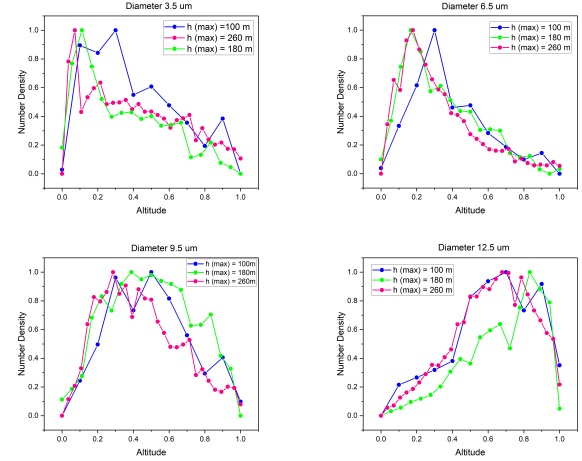 Diameter 3.5 um
h (max) =100 m
h (max) = 260 m
h (max) = 180 m
Number Density
1.0
0.8
0.6
0.4
0.2
0.0
0.0 0.2 0.4 0.6 0.8 1.0
Altitude
Diameter 6.5 um
h (max) = 100 m
h (max) = 180 m
h (max) = 260 m
Number Density
1.0
0.8
0.6
0.4
0.2
0.0
0.0 0.2 0.4 0.6 0.8 1.0
Altitude
Diameter 9.5 um
h (max) = 100m
h (max) = 180m
h (max) = 260m
Number Density
1.0
0.8
0.6
0.4
0.2
0.0
0.0 0.2 0.4 0.6 0.8 1.0
Altitude
Diameter 12.5 um
h (max) = 100 m
h (max) = 180 m
h (max) = 260 m
Number Density
1.0
0.8
0.6
0.4
0.2
0.0
0.0 0.2 0.4 0.6 0.8 1.0
Altitude